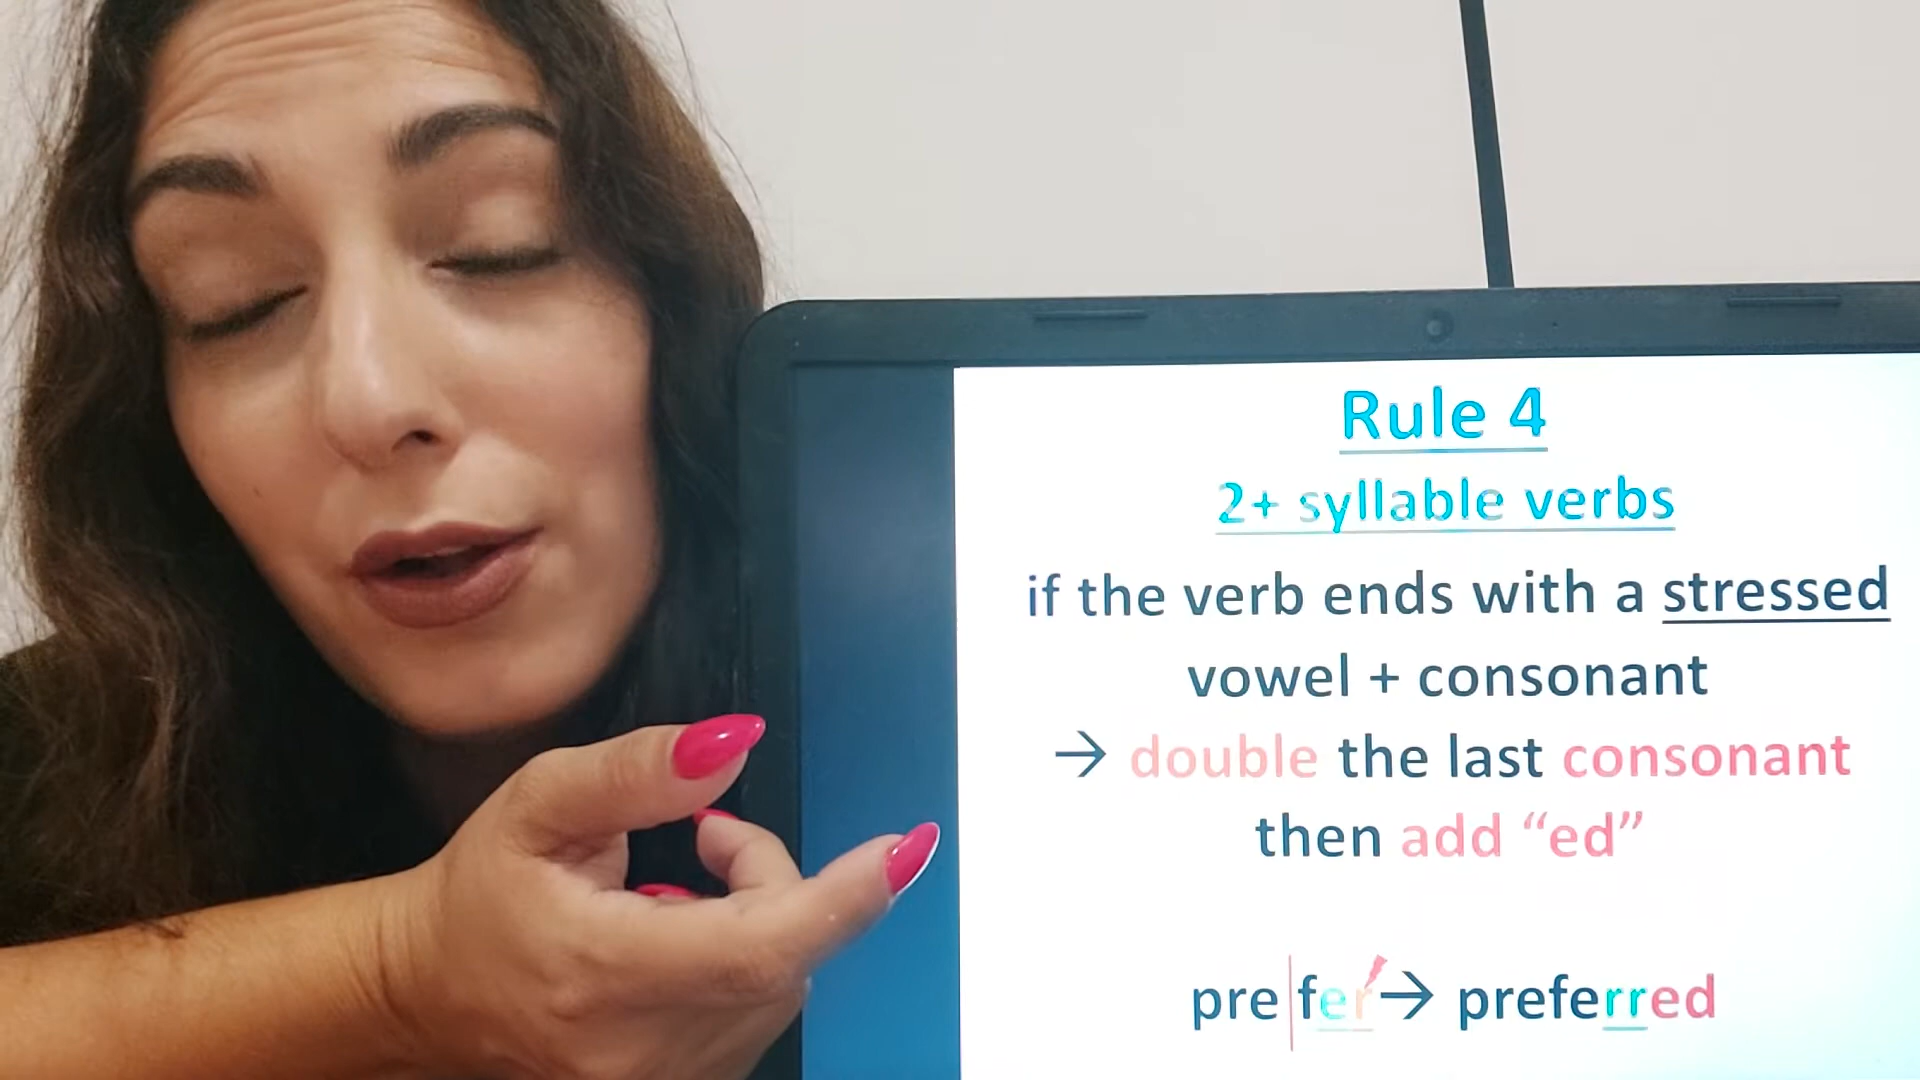 Rule 4
2+ syllable verbs
if the verb ends with a stressed
vowel + consonant
→ double the last consonant
then add “ed”
pre|fer → preferred